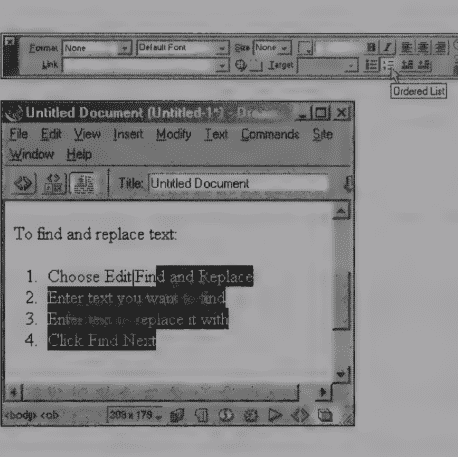 Format None Default Font Size None B I
Link Target
Ordered List
Untitled Document (Untitled-1*) - Dream
File Edit View Insert Modify Text Commands Site
Window Help
Title: Untitled Document
To find and replace text:
1. Choose Edit|Find and Replace
2. Enter text you want to find
3. Enter text to replace it with
4. Click Find Next
<body> <ol>